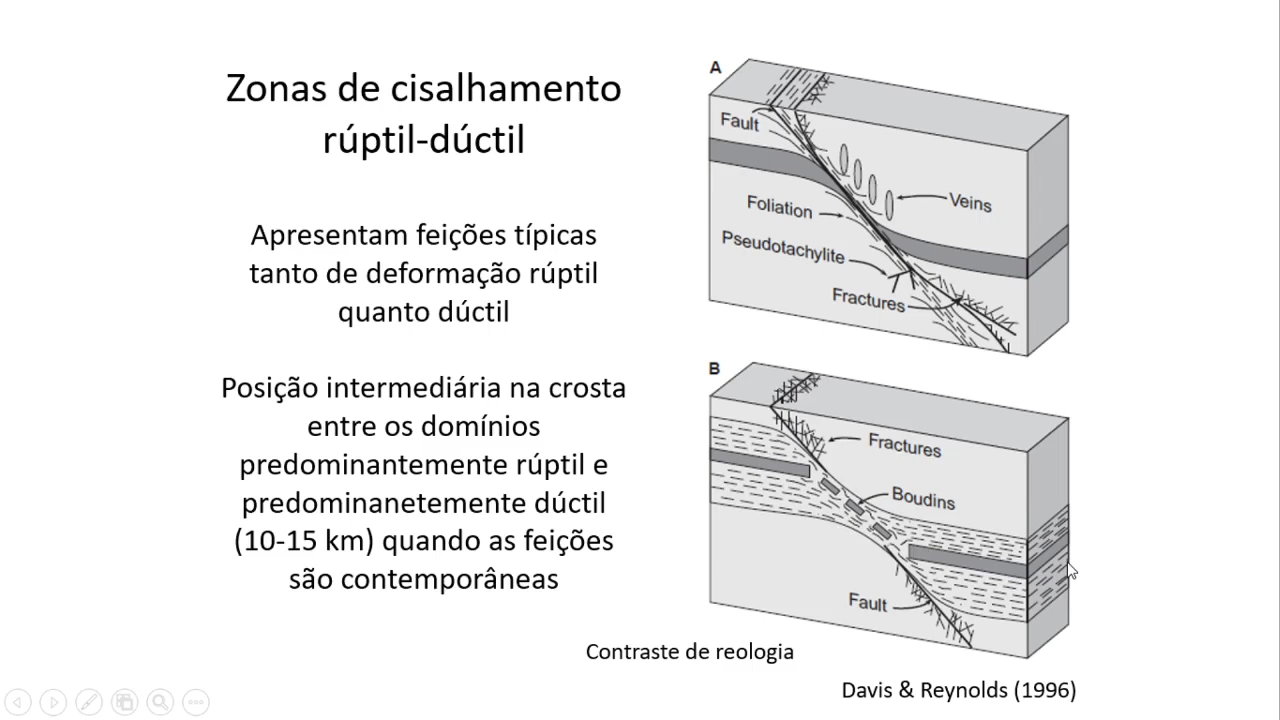 Zonas de cisalhamento
rúptil-dúctil
Apresentam feições típicas
tanto de deformação rúptil
quanto dúctil
Posição intermediária na crosta
entre os domínios
predominantemente rúptil e
predominanetemente dúctil
(10-15 km) quando as feições
são contemporâneas
A
Fault
Veins
Foliation
Pseudotachylite
Fractures
B
Fractures
Boudins
Fault
Contraste de reologia
Davis & Reynolds (1996)